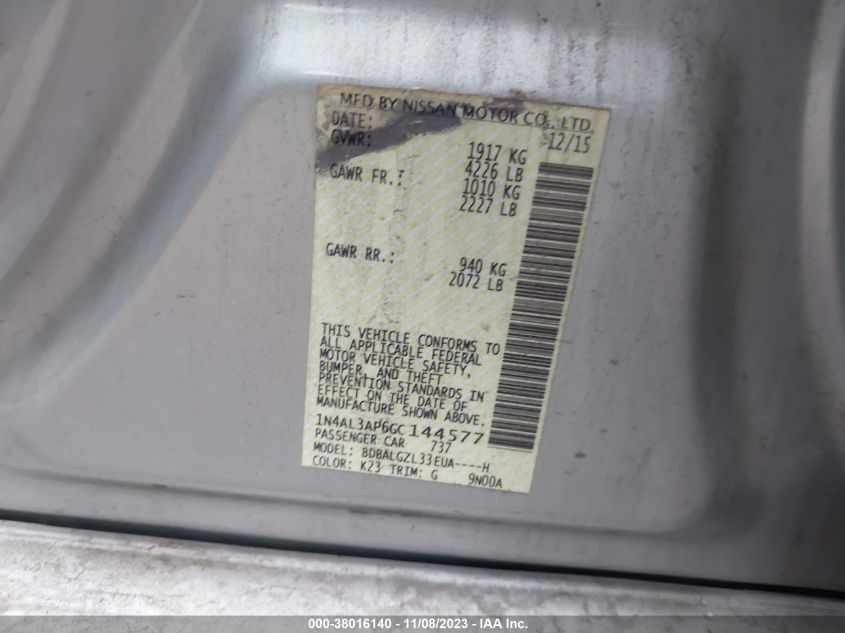 MFD BY NISSAN MOTOR CO., LTD.
DATE: 12/15
GVWR: 1917 KG
4226 LB
GAWR FR.: 1010 KG
2227 LB
GAWR RR.: 940 KG
2072 LB
THIS VEHICLE CONFORMS TO
ALL APPLICABLE FEDERAL
MOTOR VEHICLE SAFETY,
BUMPER, AND THEFT
PREVENTION STANDARDS IN
EFFECT ON THE DATE OF
MANUFACTURE SHOWN ABOVE.
1N4AL3AP6GC144577
PASSENGER CAR 737
MODEL: BDBALGZL33EUA----H
COLOR: K23 TRIM: G 9N00A
000-38016140 - 11/08/2023 - IAA Inc.